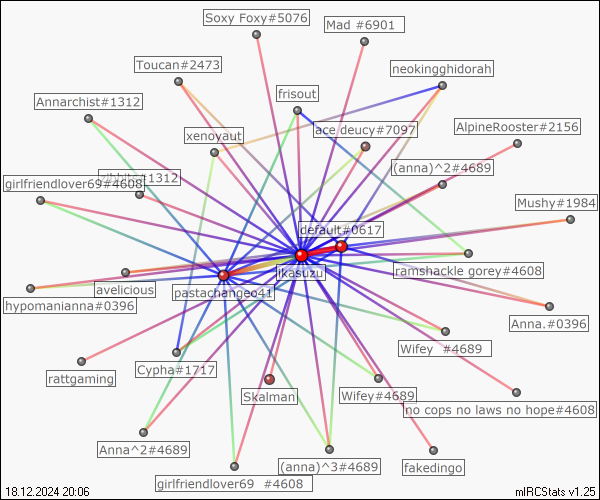 Soxy Foxy#5076
Mad #6901
Toucan#2473
neokingghidorah
frisout
Annarchist#1312
ace deucy#7097
AlpineRooster#2156
xenoyaut
(anna)^2#4689
#1312
girlfriendlover69#4608
Mushy#1984
default#0617
ikasuzu
ramshackle gorey#4608
avelicious
pastachangeo41
hypomanianna#0396
Anna.#0396
Wifey #4689
Cypha#1717
rattgaming
Skalman
Wifey#4689
no cops no laws no hope#4608
Anna^2#4689
(anna)^3#4689
fakedingo
girlfriendlover69 #4608
18.12.2024 20:06
mIRCStats v1.25